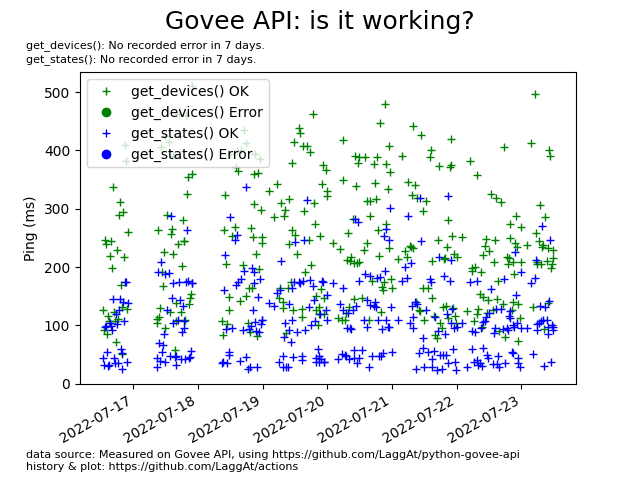 Govee API: is it working?
get_devices(): No recorded error in 7 days.
get_states(): No recorded error in 7 days.
get_devices() OK
get_devices() Error
get_states() OK
get_states() Error
Ping (ms)
500
400
300
200
100
0
2022-07-17
2022-07-18
2022-07-19
2022-07-20
2022-07-21
2022-07-22
2022-07-23
data source: Measured on Govee API, using https://github.com/LaggAt/python-govee-api
history & plot: https://github.com/LaggAt/actions